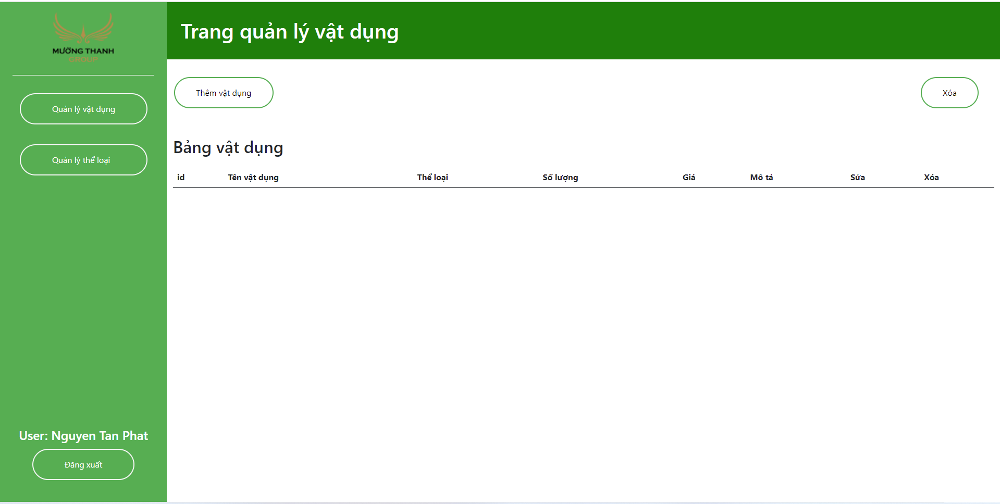 MƯỜNG THANH
GROUP
Quản lý vật dụng
Quản lý thể loại
User: Nguyen Tan Phat
Đăng xuất
Trang quản lý vật dụng
Thêm vật dụng
Xóa
Bảng vật dụng
id Tên vật dụng Thể loại Số lượng Giá Mô tả Sửa Xóa